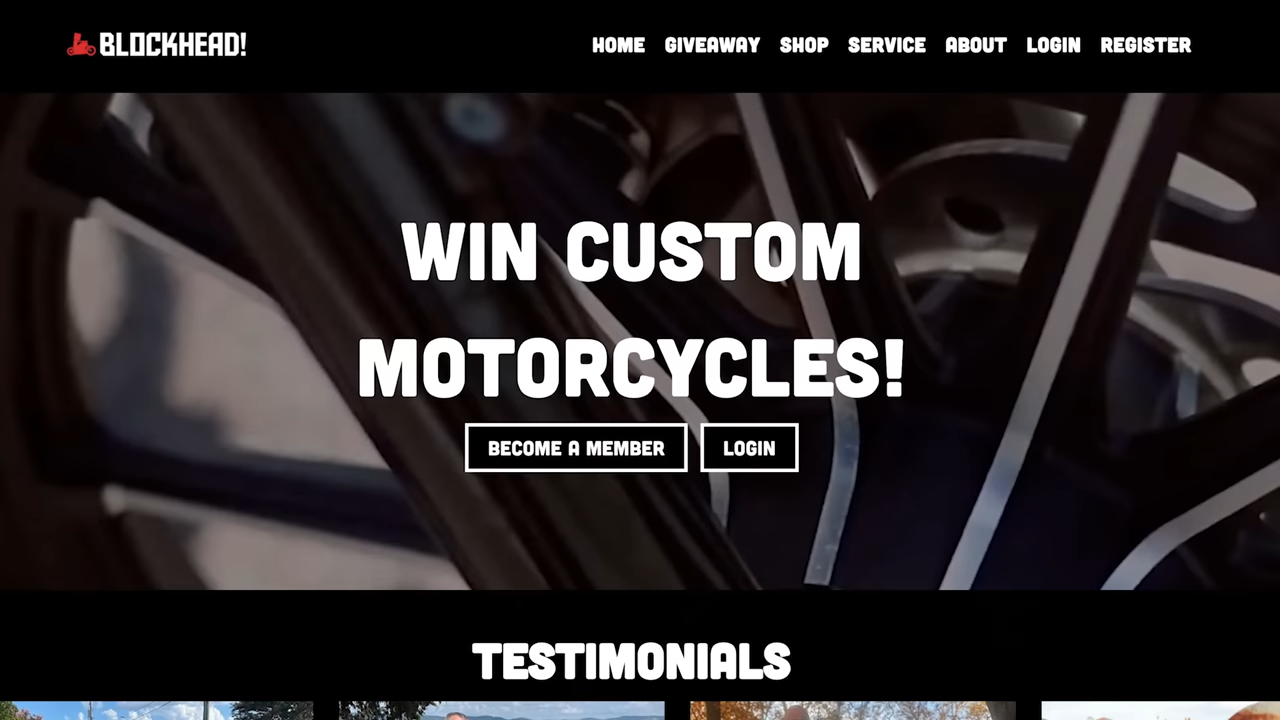 BLOCKHEAD!
HOME GIVEAWAY SHOP SERVICE ABOUT LOGIN REGISTER
WIN CUSTOM
MOTORCYCLES!
BECOME A MEMBER LOGIN
TESTIMONIALS